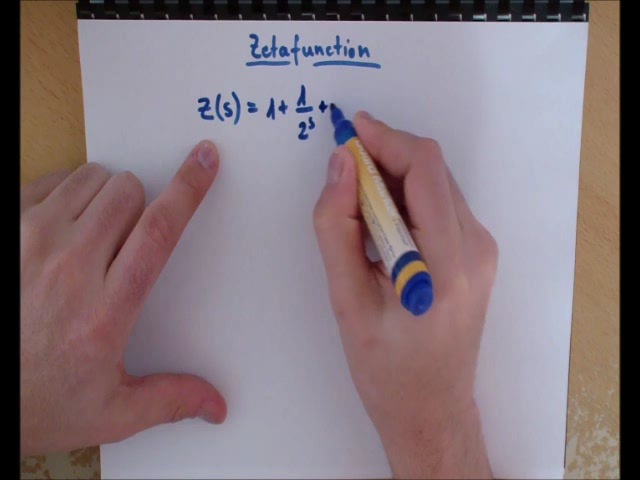 Zetafunction
Z(s) = 1 + 1/2^s +